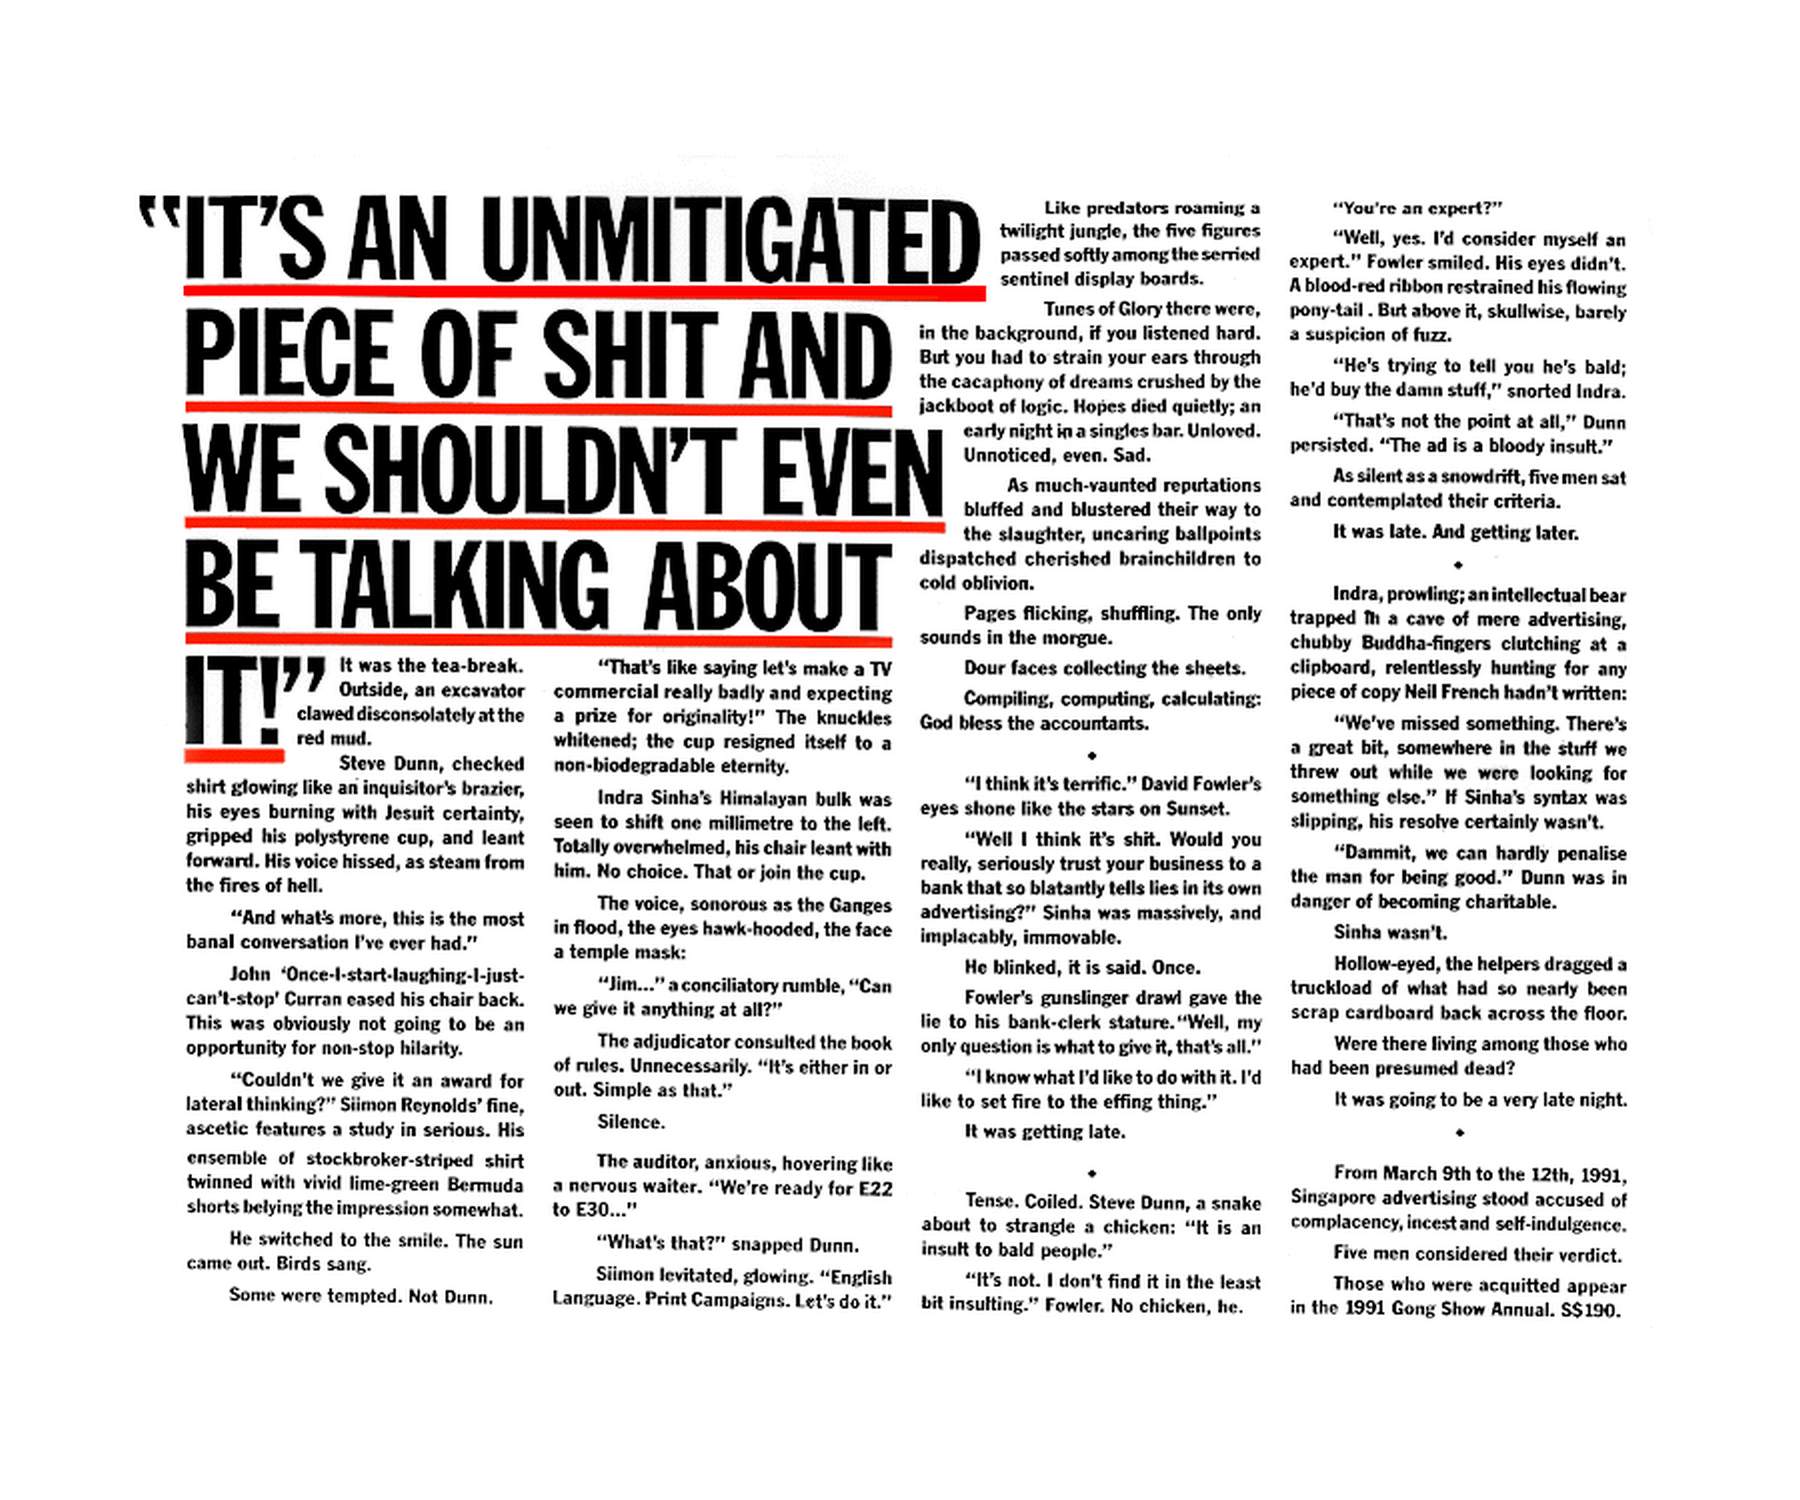 “IT’S AN UNMITIGATED
PIECE OF SHIT AND
WE SHOULDN’T EVEN
BE TALKING ABOUT
IT!”
It was the tea-break.
Outside, an excavator
clawed disconsolately at the
red mud.
Steve Dunn, checked
shirt glowing like an inquisitor’s brazier,
his eyes burning with Jesuit certainty,
gripped his polystyrene cup, and leant
forward. His voice hissed, as steam from
the fires of hell.
“And what’s more, this is the most
banal conversation I’ve ever had.”
John ‘Once-I-start-laughing-I-just-
can’t-stop’ Curran eased his chair back.
This was obviously not going to be an
opportunity for non-stop hilarity.
“Couldn’t we give it an award for
lateral thinking?” Siimon Reynolds’ fine,
ascetic features a study in serious. His
ensemble of stockbroker-striped shirt
twinned with vivid lime-green Bermuda
shorts belying the impression somewhat.
He switched to the smile. The sun
came out. Birds sang.
Some were tempted. Not Dunn.
“That’s like saying let’s make a TV
commercial really badly and expecting
a prize for originality!” The knuckles
whitened; the cup resigned itself to a
non-biodegradable eternity.
Indra Sinha’s Himalayan bulk was
seen to shift one millimetre to the left.
Totally overwhelmed, his chair leant with
him. No choice. That or join the cup.
The voice, sonorous as the Ganges
in flood, the eyes hawk-hooded, the face
a temple mask:
“Jim...” a conciliatory rumble, “Can
we give it anything at all?”
The adjudicator consulted the book
of rules. Unnecessarily. “It’s either in or
out. Simple as that.”
Silence.
The auditor, anxious, hovering like
a nervous waiter. “We’re ready for E22
to E30...”
“What’s that?” snapped Dunn.
Siimon levitated, glowing. “English
Language. Print Campaigns. Let’s do it.”
Like predators roaming a
twilight jungle, the five figures
passed softly among the serried
sentinel display boards.
Tunes of Glory there were,
in the background, if you listened hard.
But you had to strain your ears through
the cacaphony of dreams crushed by the
jackboot of logic. Hopes died quietly; an
early night in a singles bar. Unloved.
Unnoticed, even. Sad.
As much-vaunted reputations
bluffed and blustered their way to
the slaughter, uncaring ballpoints
dispatched cherished brainchildren to
cold oblivion.
Pages flicking, shuffling. The only
sounds in the morgue.
Dour faces collecting the sheets.
Compiling, computing, calculating:
God bless the accountants.
◆
“I think it’s terrific.” David Fowler’s
eyes shone like the stars on Sunset.
“Well I think it’s shit. Would you
really, seriously trust your business to a
bank that so blatantly tells lies in its own
advertising?” Sinha was massively, and
implacably, immovable.
He blinked, it is said. Once.
Fowler’s gunslinger drawl gave the
lie to his bank-clerk stature. “Well, my
only question is what to give it, that’s all.”
“I know what I’d like to do with it. I’d
like to set fire to the effing thing.”
It was getting late.
◆
Tense. Coiled. Steve Dunn, a snake
about to strangle a chicken: “It is an
insult to bald people.”
“It’s not. I don’t find it in the least
bit insulting.” Fowler. No chicken, he.
“You’re an expert?”
“Well, yes. I’d consider myself an
expert.” Fowler smiled. His eyes didn’t.
A blood-red ribbon restrained his flowing
pony-tail . But above it, skullwise, barely
a suspicion of fuzz.
“He’s trying to tell you he’s bald;
he’d buy the damn stuff,” snorted Indra.
“That’s not the point at all,” Dunn
persisted. “The ad is a bloody insult.”
As silent as a snowdrift, five men sat
and contemplated their criteria.
It was late. And getting later.
◆
Indra, prowling; an intellectual bear
trapped in a cave of mere advertising,
chubby Buddha-fingers clutching at a
clipboard, relentlessly hunting for any
piece of copy Neil French hadn’t written:
“We’ve missed something. There’s
a great bit, somewhere in the stuff we
threw out while we were looking for
something else.” If Sinha’s syntax was
slipping, his resolve certainly wasn’t.
“Dammit, we can hardly penalise
the man for being good.” Dunn was in
danger of becoming charitable.
Sinha wasn’t.
Hollow-eyed, the helpers dragged a
truckload of what had so nearly been
scrap cardboard back across the floor.
Were there living among those who
had been presumed dead?
It was going to be a very late night.
◆
From March 9th to the 12th, 1991,
Singapore advertising stood accused of
complacency, incest and self-indulgence.
Five men considered their verdict.
Those who were acquitted appear
in the 1991 Gong Show Annual. S$190.